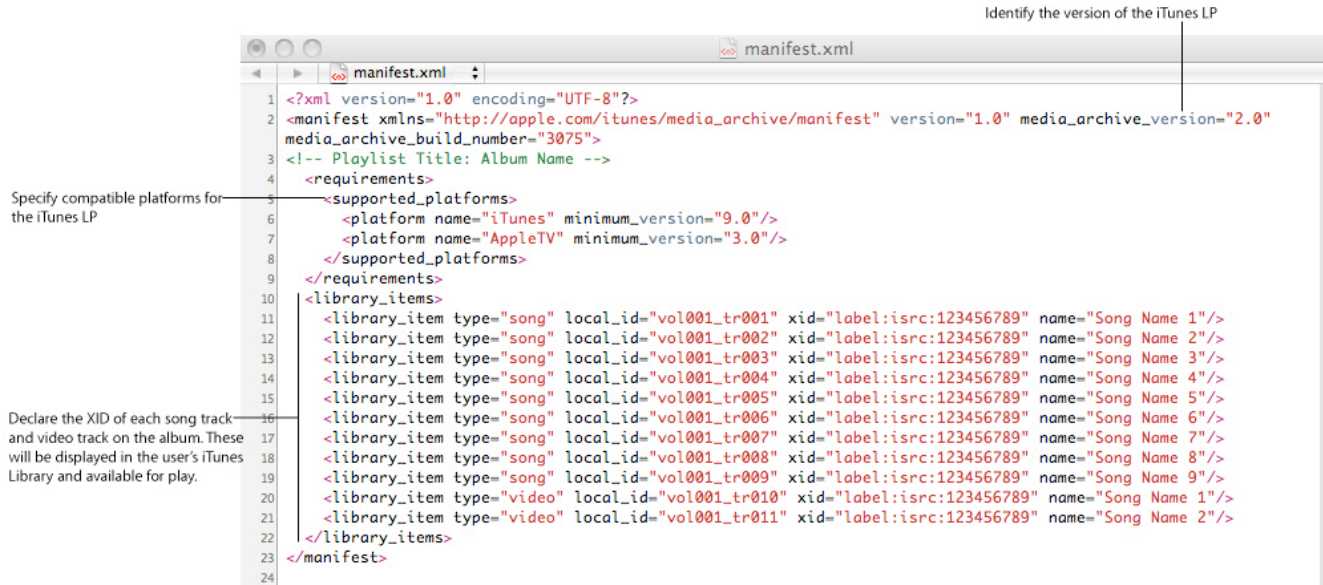 Identify the version of the iTunes LP
manifest.xml
manifest.xml
1 <?xml version="1.0" encoding="UTF-8"?>
2 <manifest xmlns="http://apple.com/itunes/media_archive/manifest" version="1.0" media_archive_version="2.0"
media_archive_build_number="3075">
3 <!-- Playlist Title: Album Name -->
4 <requirements>
Specify compatible platforms for
the iTunes LP
5 <supported_platforms>
6 <platform name="iTunes" minimum_version="9.0"/>
7 <platform name="AppleTV" minimum_version="3.0"/>
8 </supported_platforms>
9 </requirements>
10 <library_items>
11 <library_item type="song" local_id="vol001_tr001" xid="label:isrc:123456789" name="Song Name 1"/>
12 <library_item type="song" local_id="vol001_tr002" xid="label:isrc:123456789" name="Song Name 2"/>
13 <library_item type="song" local_id="vol001_tr003" xid="label:isrc:123456789" name="Song Name 3"/>
14 <library_item type="song" local_id="vol001_tr004" xid="label:isrc:123456789" name="Song Name 4"/>
15 <library_item type="song" local_id="vol001_tr005" xid="label:isrc:123456789" name="Song Name 5"/>
Declare the XID of each song track
and video track on the album. These
will be displayed in the user's iTunes
Library and available for play.
16 <library_item type="song" local_id="vol001_tr006" xid="label:isrc:123456789" name="Song Name 6"/>
17 <library_item type="song" local_id="vol001_tr007" xid="label:isrc:123456789" name="Song Name 7"/>
18 <library_item type="song" local_id="vol001_tr008" xid="label:isrc:123456789" name="Song Name 8"/>
19 <library_item type="song" local_id="vol001_tr009" xid="label:isrc:123456789" name="Song Name 9"/>
20 <library_item type="video" local_id="vol001_tr010" xid="label:isrc:123456789" name="Song Name 1"/>
21 <library_item type="video" local_id="vol001_tr011" xid="label:isrc:123456789" name="Song Name 2"/>
22 </library_items>
23 </manifest>
24